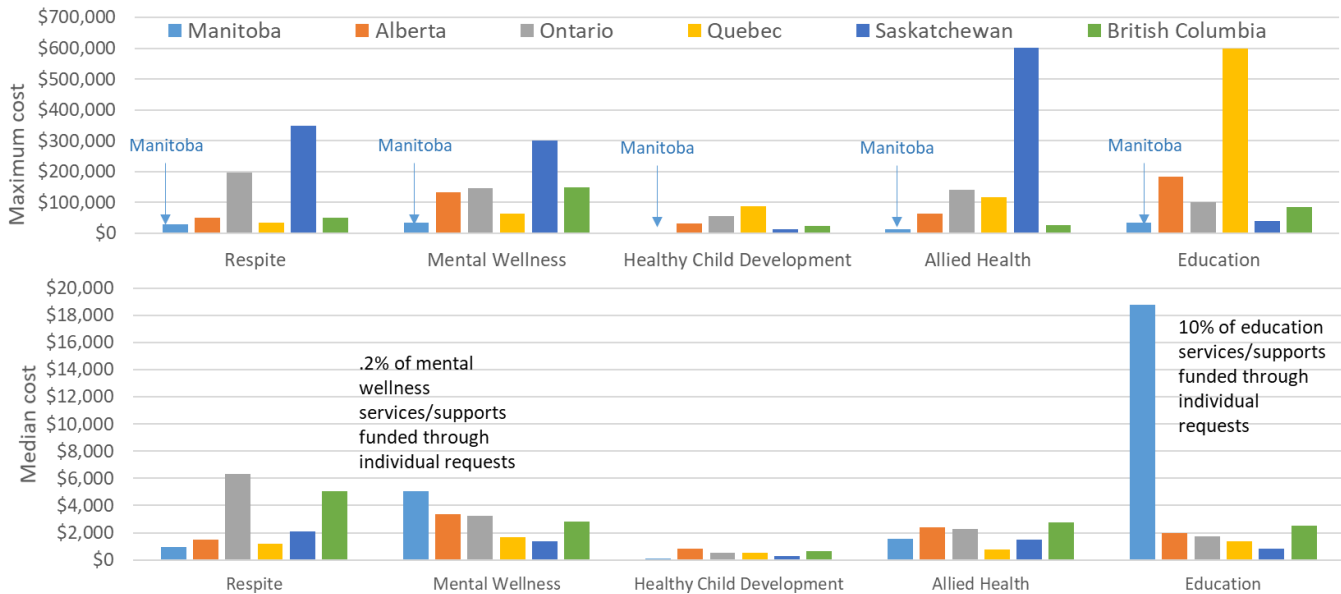 $700,000
Manitoba Alberta Ontario Quebec Saskatchewan British Columbia
$600,000
$500,000
$400,000
$300,000
$200,000
$100,000
$0
Maximum cost
Manitoba
Manitoba
Manitoba
Manitoba
Manitoba
Respite Mental Wellness Healthy Child Development Allied Health Education
$20,000
$18,000
$16,000
$14,000
$12,000
$10,000
$8,000
$6,000
$4,000
$2,000
$0
Median cost
.2% of mental
wellness
services/supports
funded through
individual requests
10% of education
services/supports
funded through
individual
requests
Respite Mental Wellness Healthy Child Development Allied Health Education